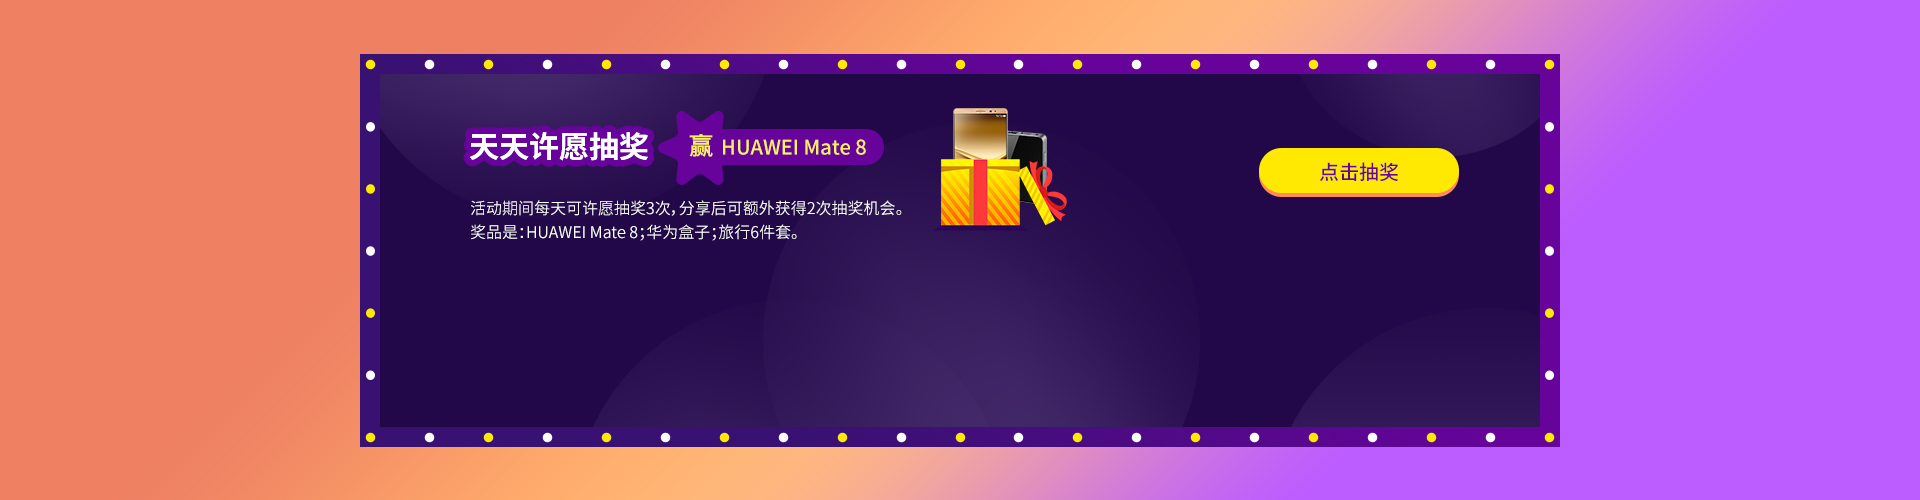 天天许愿抽奖
赢 HUAWEI Mate 8
活动期间每天可许愿抽奖3次，分享后可额外获得2次抽奖机会。
奖品是：HUAWEI Mate 8；华为盒子；旅行6件套。
点击抽奖